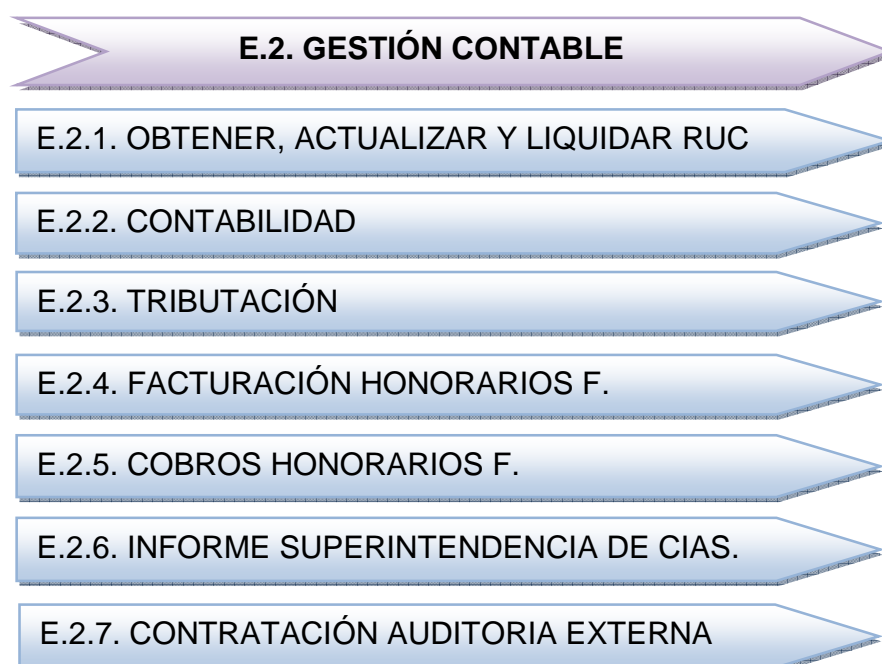 E.2. GESTIÓN CONTABLE
E.2.1. OBTENER, ACTUALIZAR Y LIQUIDAR RUC
E.2.2. CONTABILIDAD
E.2.3. TRIBUTACIÓN
E.2.4. FACTURACIÓN HONORARIOS F.
E.2.5. COBROS HONORARIOS F.
E.2.6. INFORME SUPERINTENDENCIA DE CIAS.
E.2.7. CONTRATACIÓN AUDITORIA EXTERNA